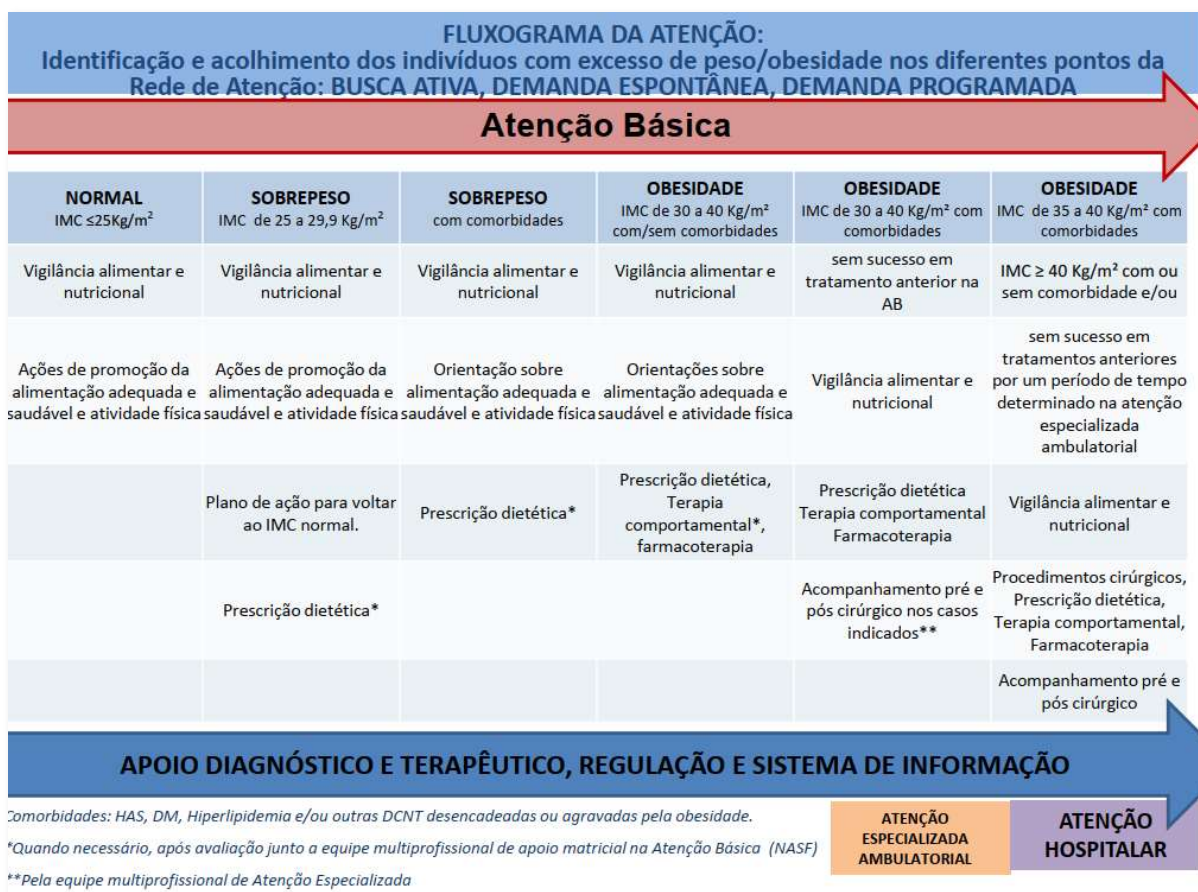 FLUXOGRAMA DA ATENÇÃO:
Identificação e acolhimento dos indivíduos com excesso de peso/obesidade nos diferentes pontos da
Rede de Atenção: BUSCA ATIVA, DEMANDA ESPONTÂNEA, DEMANDA PROGRAMADA
Atenção Básica
NORMAL
IMC ≤25Kg/m²
SOBREPESO
IMC de 25 a 29,9 Kg/m²
SOBREPESO
com comorbidades
OBESIDADE
IMC de 30 a 40 Kg/m²
com/sem comorbidades
OBESIDADE
IMC de 30 a 40 Kg/m² com
comorbidades
OBESIDADE
IMC de 35 a 40 Kg/m² com
comorbidades
Vigilância alimentar e
nutricional
Vigilância alimentar e
nutricional
Vigilância alimentar e
nutricional
Vigilância alimentar e
nutricional
sem sucesso em
tratamento anterior na
AB
IMC ≥ 40 Kg/m² com ou
sem comorbidade e/ou
Ações de promoção da
alimentação adequada e
saudável e atividade física
Ações de promoção da
alimentação adequada e
saudável e atividade física
Orientação sobre
alimentação adequada e
saudável e atividade física
Orientações sobre
alimentação adequada e
saudável e atividade física
Vigilância alimentar e
nutricional
sem sucesso em
tratamentos anteriores
por um período de tempo
determinado na atenção
especializada
ambulatorial
Plano de ação para voltar
ao IMC normal.
Prescrição dietética*
Prescrição dietética,
Terapia
comportamental*,
farmacoterapia
Prescrição dietética
Terapia comportamental
Farmacoterapia
Vigilância alimentar e
nutricional
Prescrição dietética*
Acompanhamento pré e
pós cirúrgico nos casos
indicados**
Procedimentos cirúrgicos,
Prescrição dietética,
Terapia comportamental,
Farmacoterapia
Acompanhamento pré e
pós cirúrgico
APOIO DIAGNÓSTICO E TERAPÊUTICO, REGULAÇÃO E SISTEMA DE INFORMAÇÃO
Comorbidades: HAS, DM, Hiperlipidemia e/ou outras DCNT desencadeadas ou agravadas pela obesidade.
*Quando necessário, após avaliação junto a equipe multiprofissional de apoio matricial na Atenção Básica (NASF)
**Pela equipe multiprofissional de Atenção Especializada
ATENÇÃO
ESPECIALIZADA
AMBULATORIAL
ATENÇÃO
HOSPITALAR